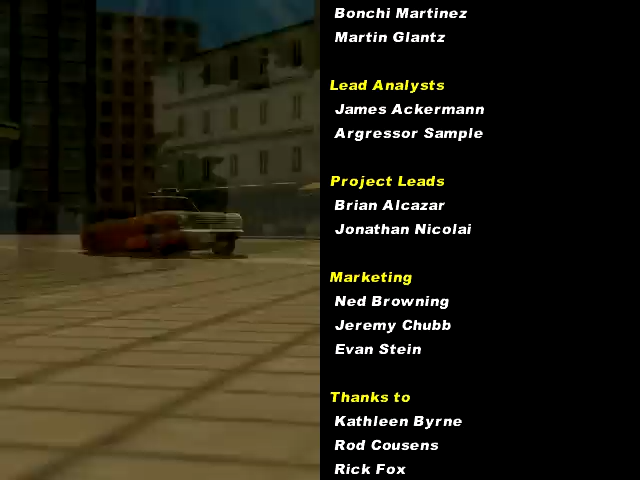 Bonchi Martinez
Martin Glantz
Lead Analysts
James Ackermann
Argressor Sample
Project Leads
Brian Alcazar
Jonathan Nicolai
Marketing
Ned Browning
Jeremy Chubb
Evan Stein
Thanks to
Kathleen Byrne
Rod Cousens
Rick Fox